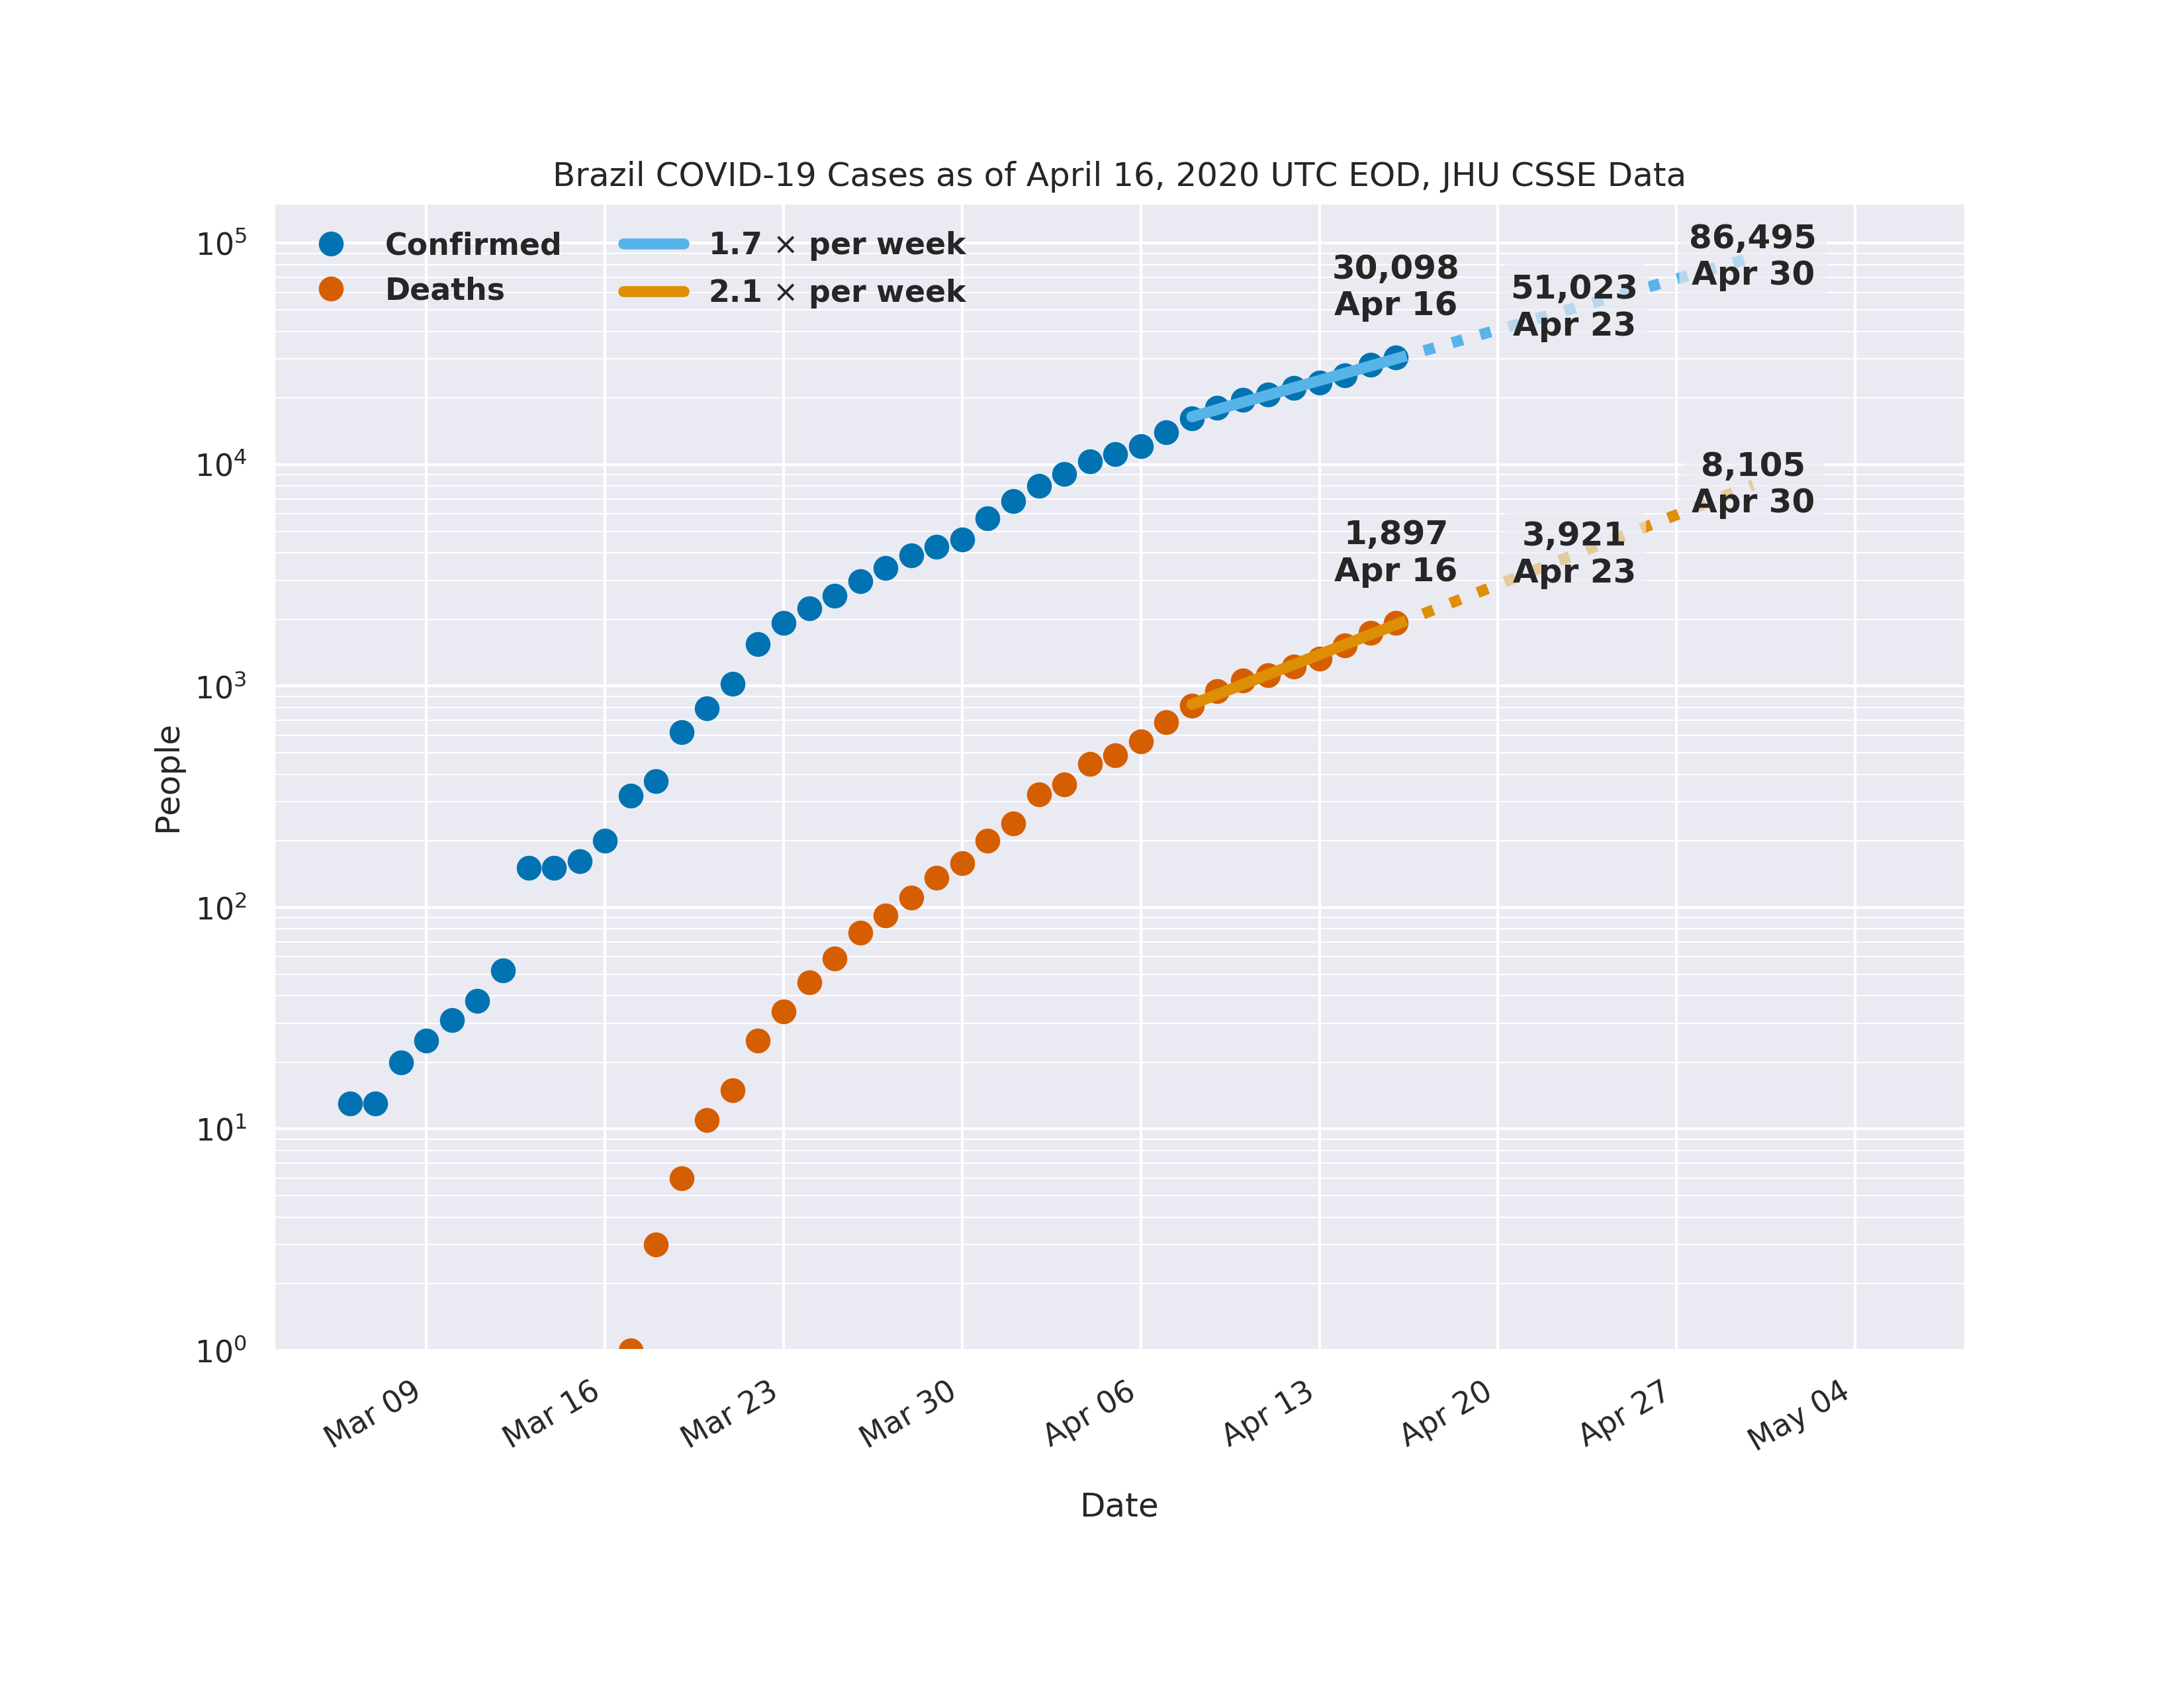 Brazil COVID-19 Cases as of April 16, 2020 UTC EOD, JHU CSSE Data
Confirmed
Deaths
1.7 × per week
2.1 × per week
30,098
Apr 16
51,023
Apr 23
86,495
Apr 30
1,897
Apr 16
3,921
Apr 23
8,105
Apr 30
People
10⁵
10⁴
10³
10²
10¹
10⁰
Mar 09
Mar 16
Mar 23
Mar 30
Apr 06
Apr 13
Apr 20
Apr 27
May 04
Date